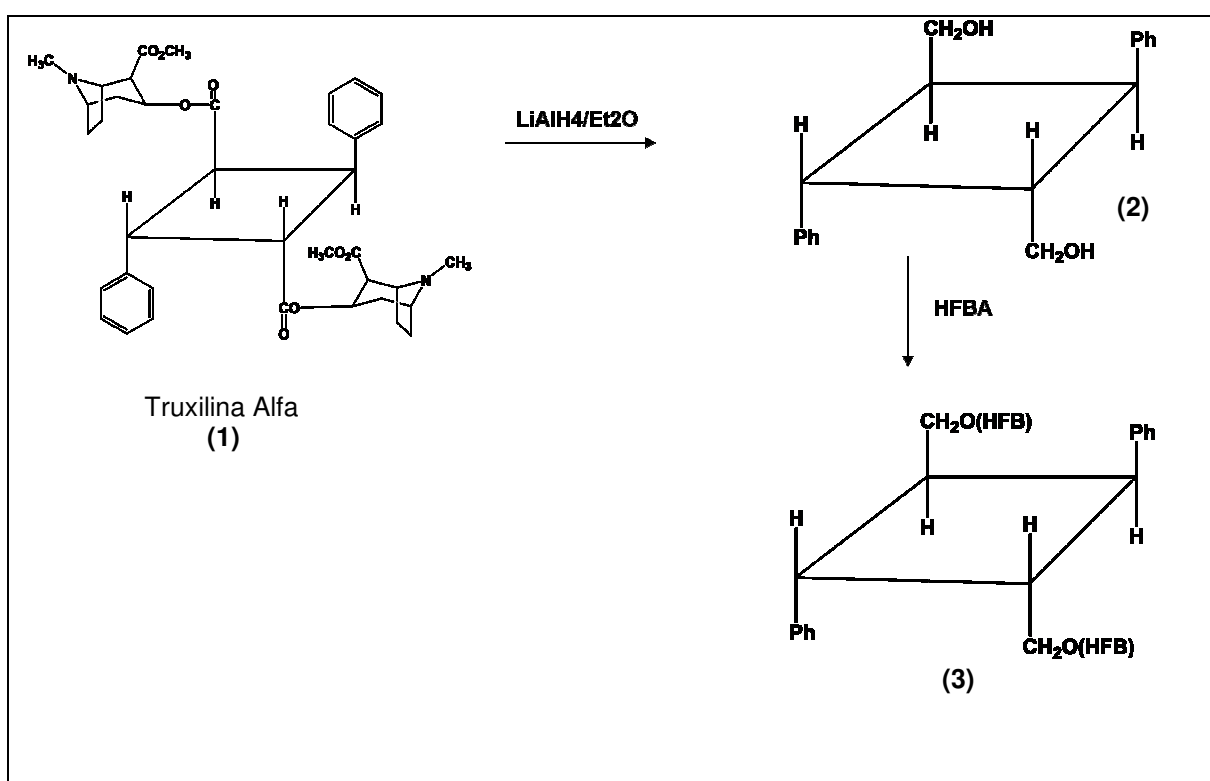 H₃C
N
CO₂CH₃
O
O
C
H
H
H
H
H₃CO₂C
CH₃
N
CO
O
Truxilina Alfa
(1)
LiAlH4/Et2O
CH₂OH
Ph
H
H
H
H
Ph
CH₂OH
(2)
HFBA
CH₂O(HFB)
Ph
H
H
H
H
Ph
CH₂O(HFB)
(3)